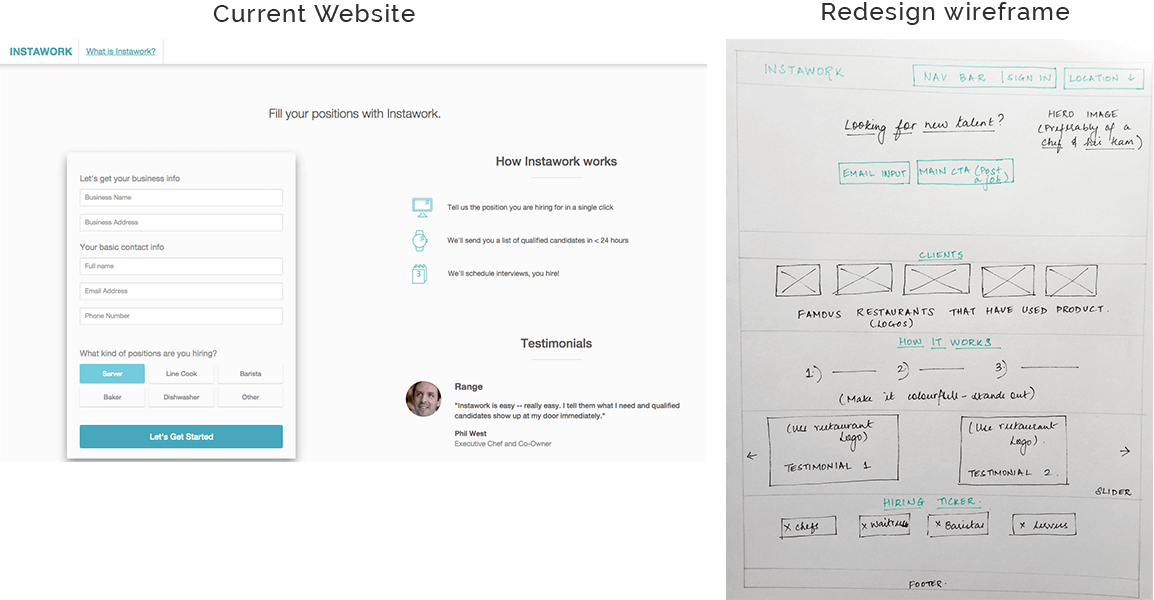 Current Website
Redesign wireframe
INSTAWORK
What is Instawork?
Fill your positions with Instawork.
Let's get your business info
Business Name
Business Address
Your basic contact info
Full name
Email Address
Phone Number
What kind of positions are you hiring?
Server
Line Cook
Barista
Baker
Dishwasher
Other
Let's Get Started
How Instawork works
Tell us the position you are hiring for in a single click
We'll send you a list of qualified candidates in < 24 hours
3
We'll schedule interviews, you hire!
Testimonials
Range
"Instawork is easy -- really easy. I tell them what I need and qualified
candidates show up at my door immediately."
Phil West
Executive Chef and Co-Owner
INSTAWORK
NAV BAR | SIGN IN
LOCATION ↓
Looking for new talent?
HERO IMAGE
(Preferably of a
chef & his team)
EMAIL INPUT
MAIN CTA (Post
a job)
CLIENTS
FAMOUS RESTAURANTS THAT HAVE USED PRODUCT.
(LOGOS)
HOW IT WORKS
1:)
2)
3)
(Make it colourful - stands out)
(Use restaurant
Logo)
TESTIMONIAL 1
(Use restaurant
Logo).
TESTIMONIAL 2.
←
→
SLIDER
HIRING TICKER.
x chefs
x Waitress
x Baristas
x servers
FOOTER.